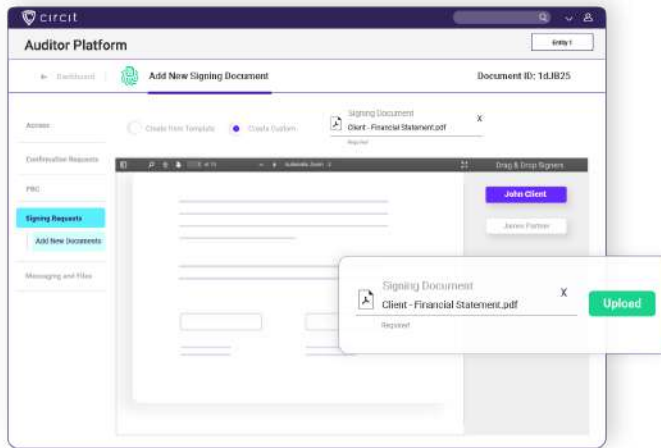 circit
Auditor Platform
Entity 1
Dashboard
Add New Signing Document
Document ID: 1dJB25
Access
Create from Template
Create Custom
Signing Document
Client - Financial Statement.pdf
X
Required
Confirmation Requests
PBC
Signing Requests
Add New Documents
Messaging and Files
Automatic Zoom
Drag & Drop Signers
John Client
James Partner
Signing Document
Client - Financial Statement.pdf
X
Required
Upload